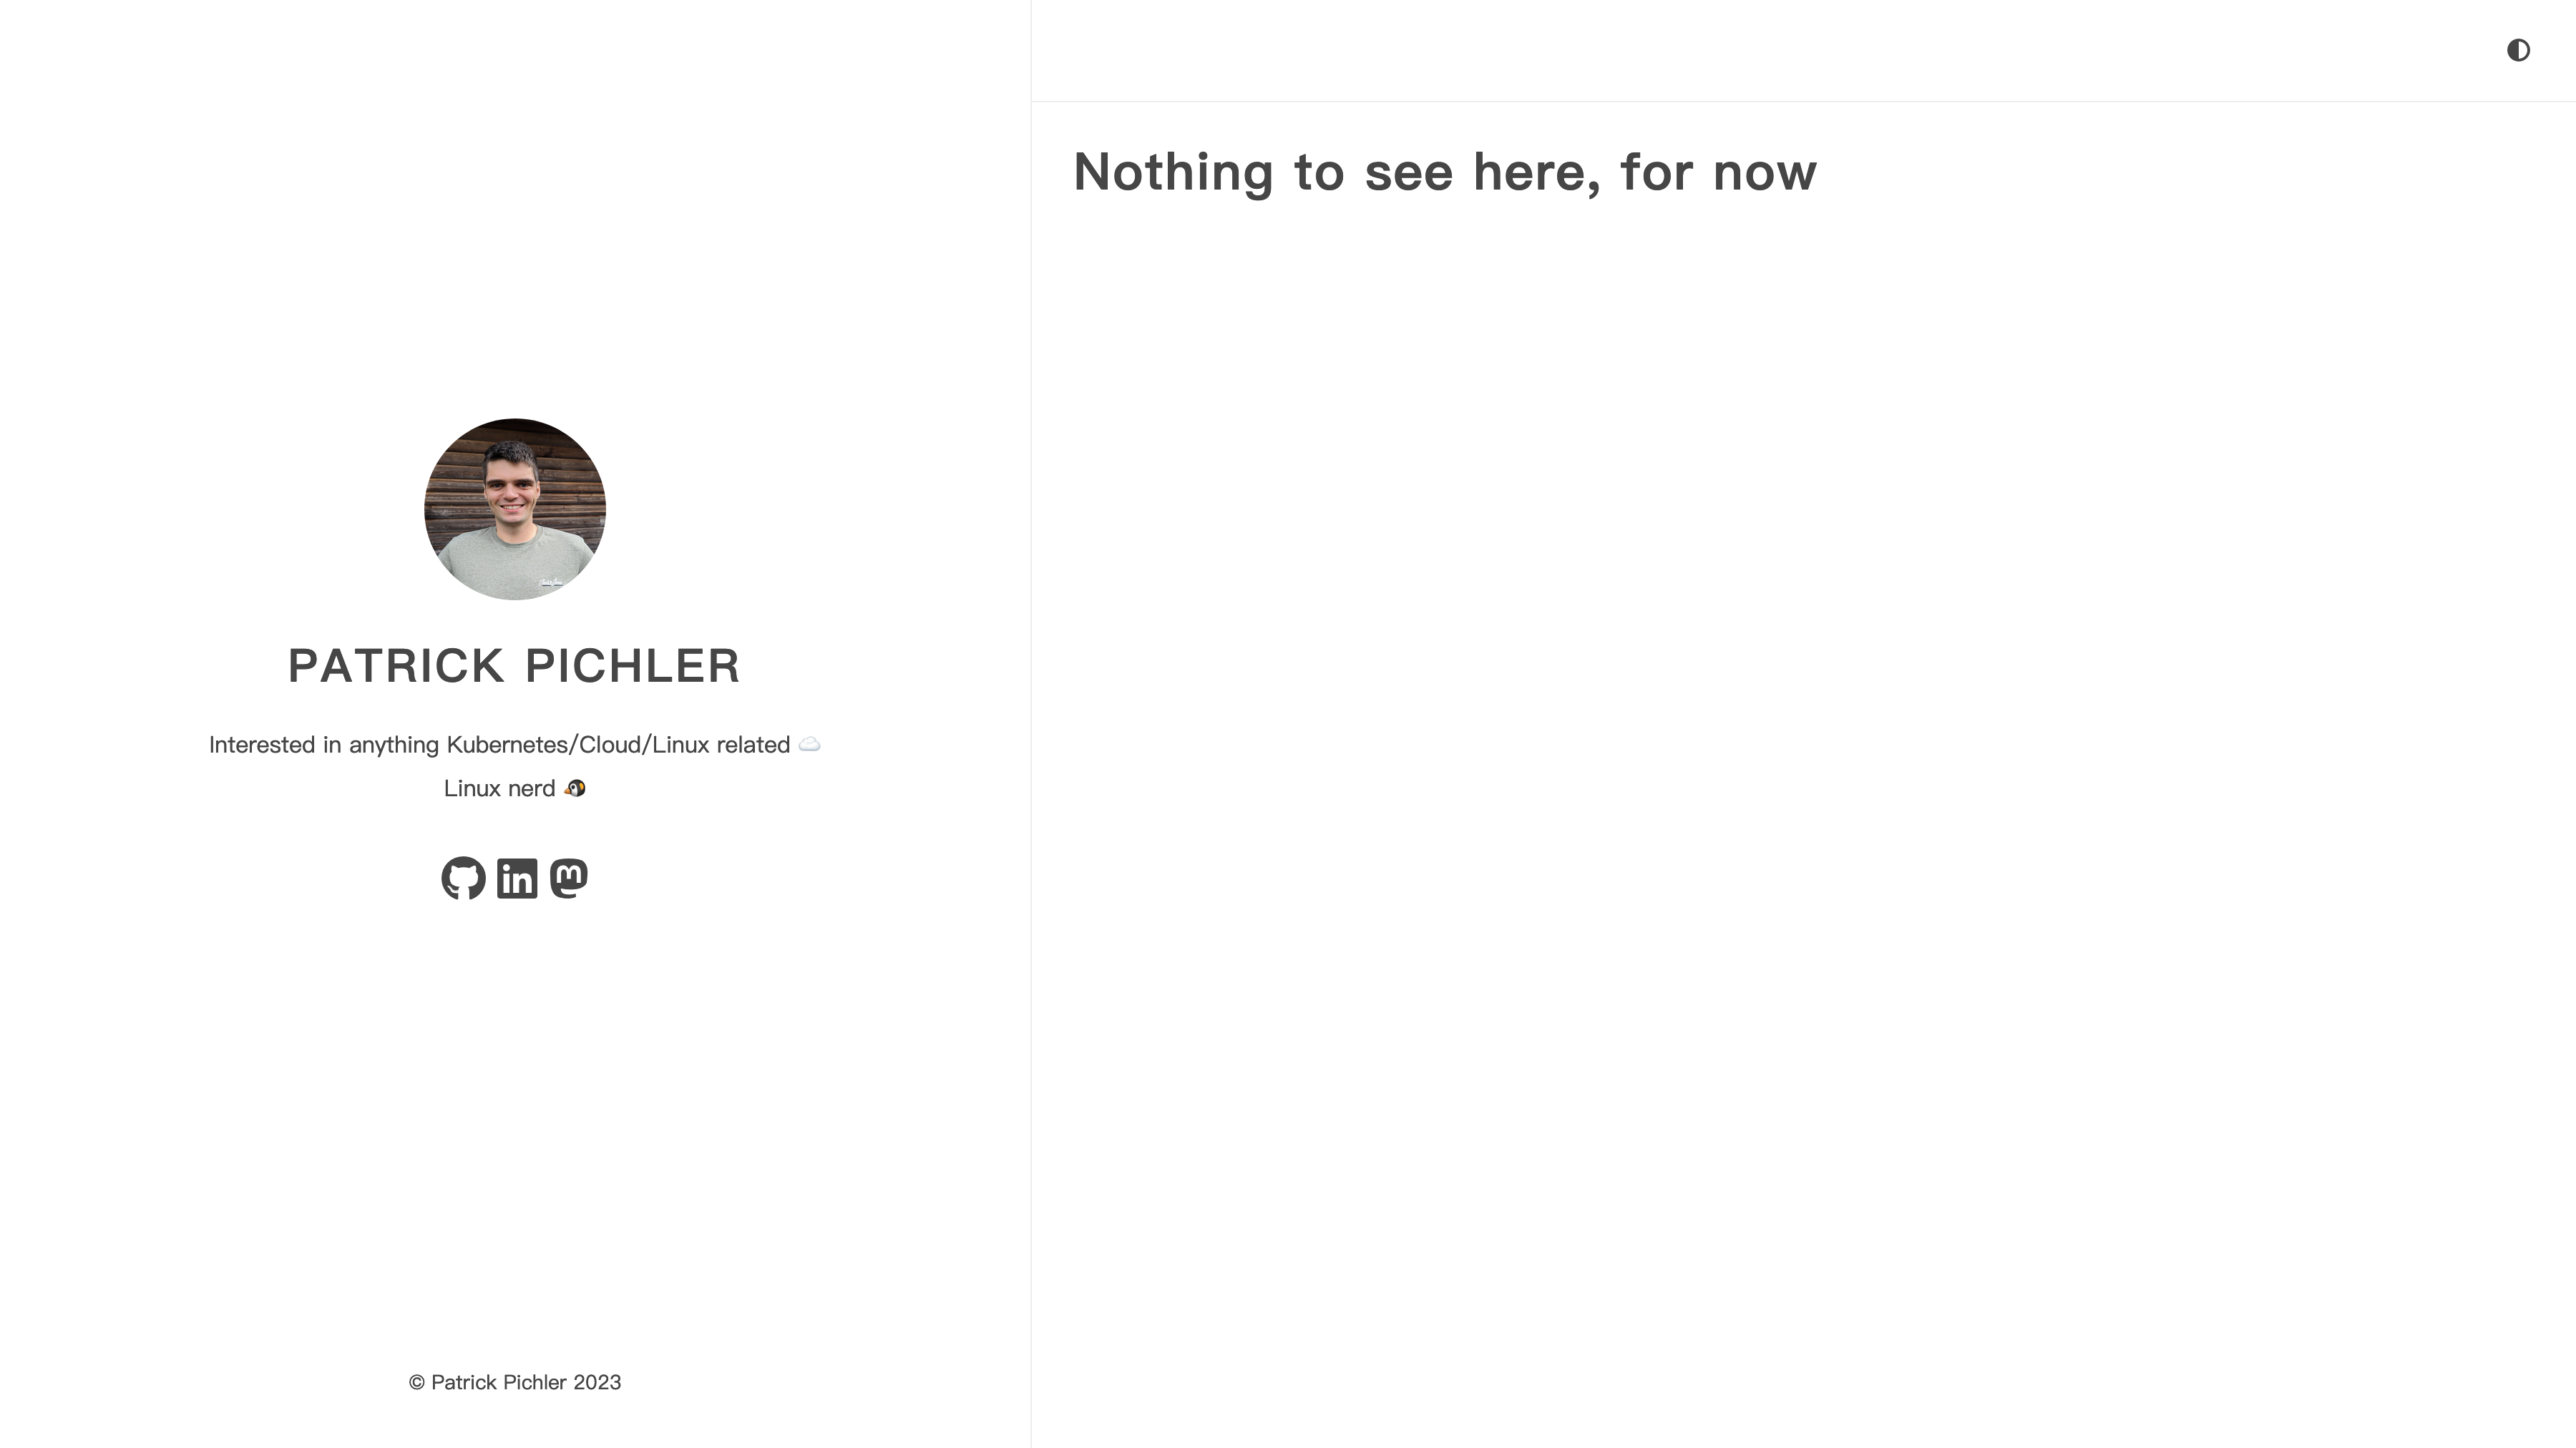 Nothing to see here, for now
PATRICK PICHLER
Interested in anything Kubernetes/Cloud/Linux related ☁️
Linux nerd 🐧
© Patrick Pichler 2023